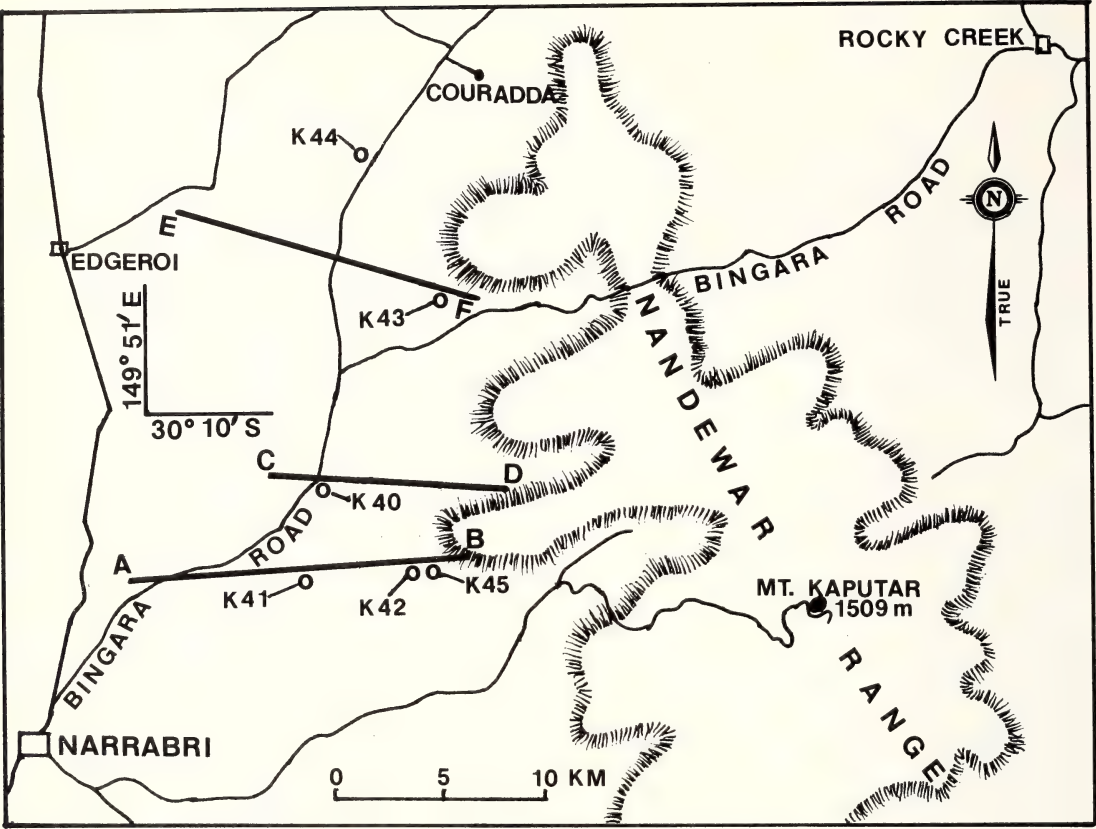 ROCKY CREEK
COURADDA
K44
N
ROAD
E
EDGEROI
BINGARA
TRUE
K43
F
149° 51' E
30° 10' S
NANDEWAR
C
D
K40
ROAD
B
A
K41
K42
K45
MT. KAPUTAR
1509 m
BINGARA
RANGE
NARRABRI
0 5 10 KM